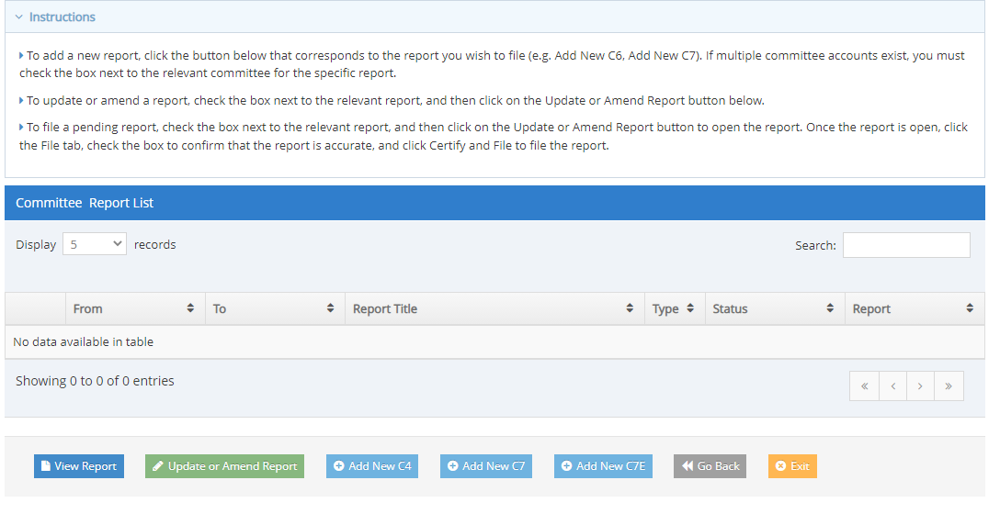 Instructions
To add a new report, click the button below that corresponds to the report you wish to file (e.g. Add New C6, Add New C7). If multiple committee accounts exist, you must
check the box next to the relevant committee for the specific report.
To update or amend a report, check the box next to the relevant report, and then click on the Update or Amend Report button below.
To file a pending report, check the box next to the relevant report, and then click on the Update or Amend Report button to open the report. Once the report is open, click
the File tab, check the box to confirm that the report is accurate, and click Certify and File to file the report.
Committee Report List
Display 5 records Search:
From To Report Title Type Status Report
No data available in table
Showing 0 to 0 of 0 entries « ‹ › »
View Report Update or Amend Report Add New C4 Add New C7 Add New C7E Go Back Exit